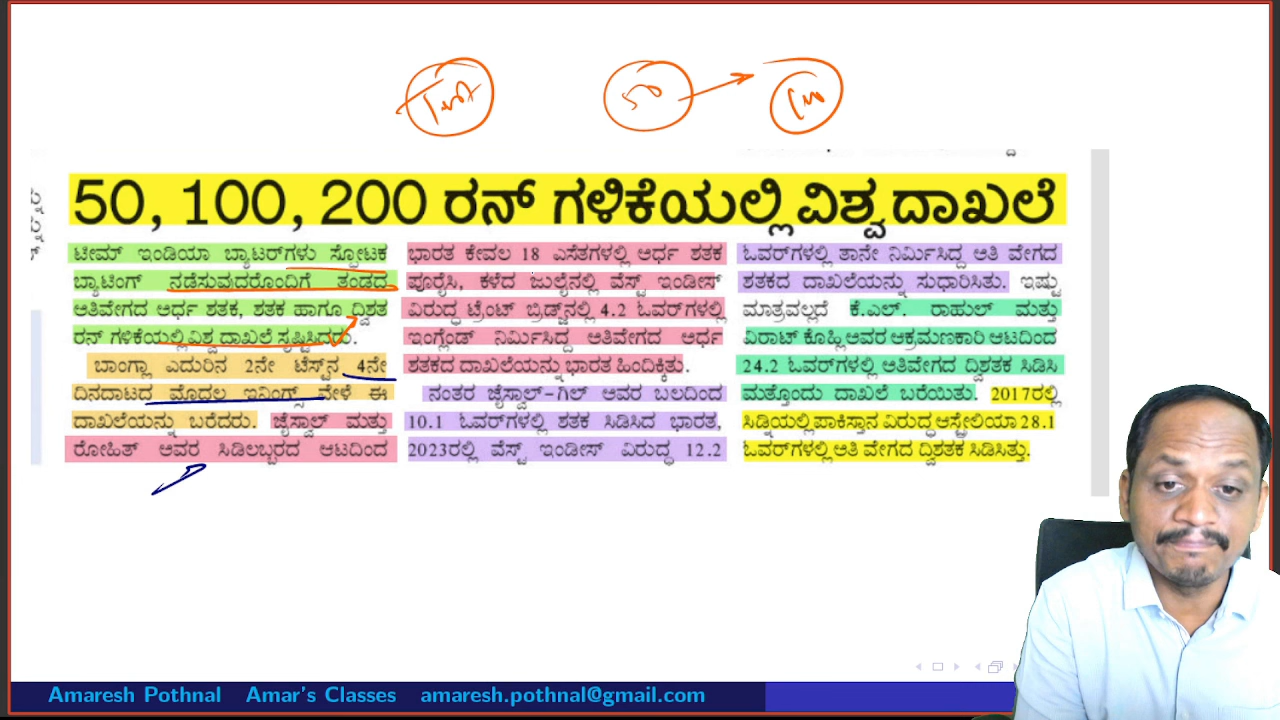 Test
50
100
50, 100, 200 ರನ್ ಗಳಿಕೆಯಲ್ಲಿ ವಿಶ್ವ ದಾಖಲೆ
ಟೀಮ್ ಇಂಡಿಯಾ ಬ್ಯಾಟರ್‌ಗಳು ಸ್ಫೋಟಕ
ಬ್ಯಾಟಿಂಗ್ ನಡೆಸುವುದರೊಂದಿಗೆ ತಂಡದ
ಅತಿವೇಗದ ಅರ್ಧ ಶತಕ, ಶತಕ ಹಾಗೂ ದ್ವಿಶತ
ರನ್ ಗಳಿಕೆಯಲ್ಲಿ ವಿಶ್ವ ದಾಖಲೆ ಸೃಷ್ಟಿಸಿದರು.
ಬಾಂಗ್ಲಾ ಎದುರಿನ 2ನೇ ಟೆಸ್ಟ್‌ನ 4ನೇ
ದಿನದಾಟದ ಮೊದಲ ಇನಿಂಗ್ಸ್ ವೇಳೆ ಈ
ದಾಖಲೆಯನ್ನು ಬರೆದರು. ಜೈಸ್ವಾಲ್ ಮತ್ತು
ರೋಹಿತ್ ಅವರ ಸಿಡಿಲಬ್ಬರದ ಆಟದಿಂದ
ಭಾರತ ಕೇವಲ 18 ಎಸೆತಗಳಲ್ಲಿ ಅರ್ಧ ಶತಕ
ಪೂರೈಸಿ, ಕಳೆದ ಜುಲೈನಲ್ಲಿ ವೆಸ್ಟ್ ಇಂಡೀಸ್
ವಿರುದ್ಧ ಟ್ರೆಂಟ್ ಬ್ರಿಡ್ಜ್‌ನಲ್ಲಿ 4.2 ಓವರ್‌ಗಳಲ್ಲಿ
ಇಂಗ್ಲೆಂಡ್ ನಿರ್ಮಿಸಿದ್ದ ಅತಿವೇಗದ ಅರ್ಧ
ಶತಕದ ದಾಖಲೆಯನ್ನು ಭಾರತ ಹಿಂದಿಕ್ಕಿತು.
ನಂತರ ಜೈಸ್ವಾಲ್-ಗಿಲ್ ಅವರ ಬಲದಿಂದ
10.1 ಓವರ್‌ಗಳಲ್ಲಿ ಶತಕ ಸಿಡಿಸಿದ ಭಾರತ,
2023ರಲ್ಲಿ ವೆಸ್ಟ್ ಇಂಡೀಸ್ ವಿರುದ್ಧ 12.2
ಓವರ್‌ಗಳಲ್ಲಿ ತಾನೇ ನಿರ್ಮಿಸಿದ್ದ ಅತಿ ವೇಗದ
ಶತಕದ ದಾಖಲೆಯನ್ನು ಸುಧಾರಿಸಿತು. ಇಷ್ಟು
ಮಾತ್ರವಲ್ಲದೆ ಕೆ.ಎಲ್. ರಾಹುಲ್ ಮತ್ತು
ವಿರಾಟ್ ಕೊಹ್ಲಿ ಅವರ ಆಕ್ರಮಣಕಾರಿ ಆಟದಿಂದ
24.2 ಓವರ್‌ಗಳಲ್ಲಿ ಅತಿವೇಗದ ದ್ವಿಶತಕ ಸಿಡಿಸಿ
ಮತ್ತೊಂದು ದಾಖಲೆ ಬರೆಯಿತು. 2017ರಲ್ಲಿ
ಸಿಡ್ನಿಯಲ್ಲಿ ಪಾಕಿಸ್ತಾನ ವಿರುದ್ಧ ಆಸ್ಟ್ರೇಲಿಯಾ 28.1
ಓವರ್‌ಗಳಲ್ಲಿ ಅತಿ ವೇಗದ ದ್ವಿಶತಕ ಸಿಡಿಸಿತ್ತು.
Amaresh Pothnal Amar's Classes amaresh.pothnal@gmail.com